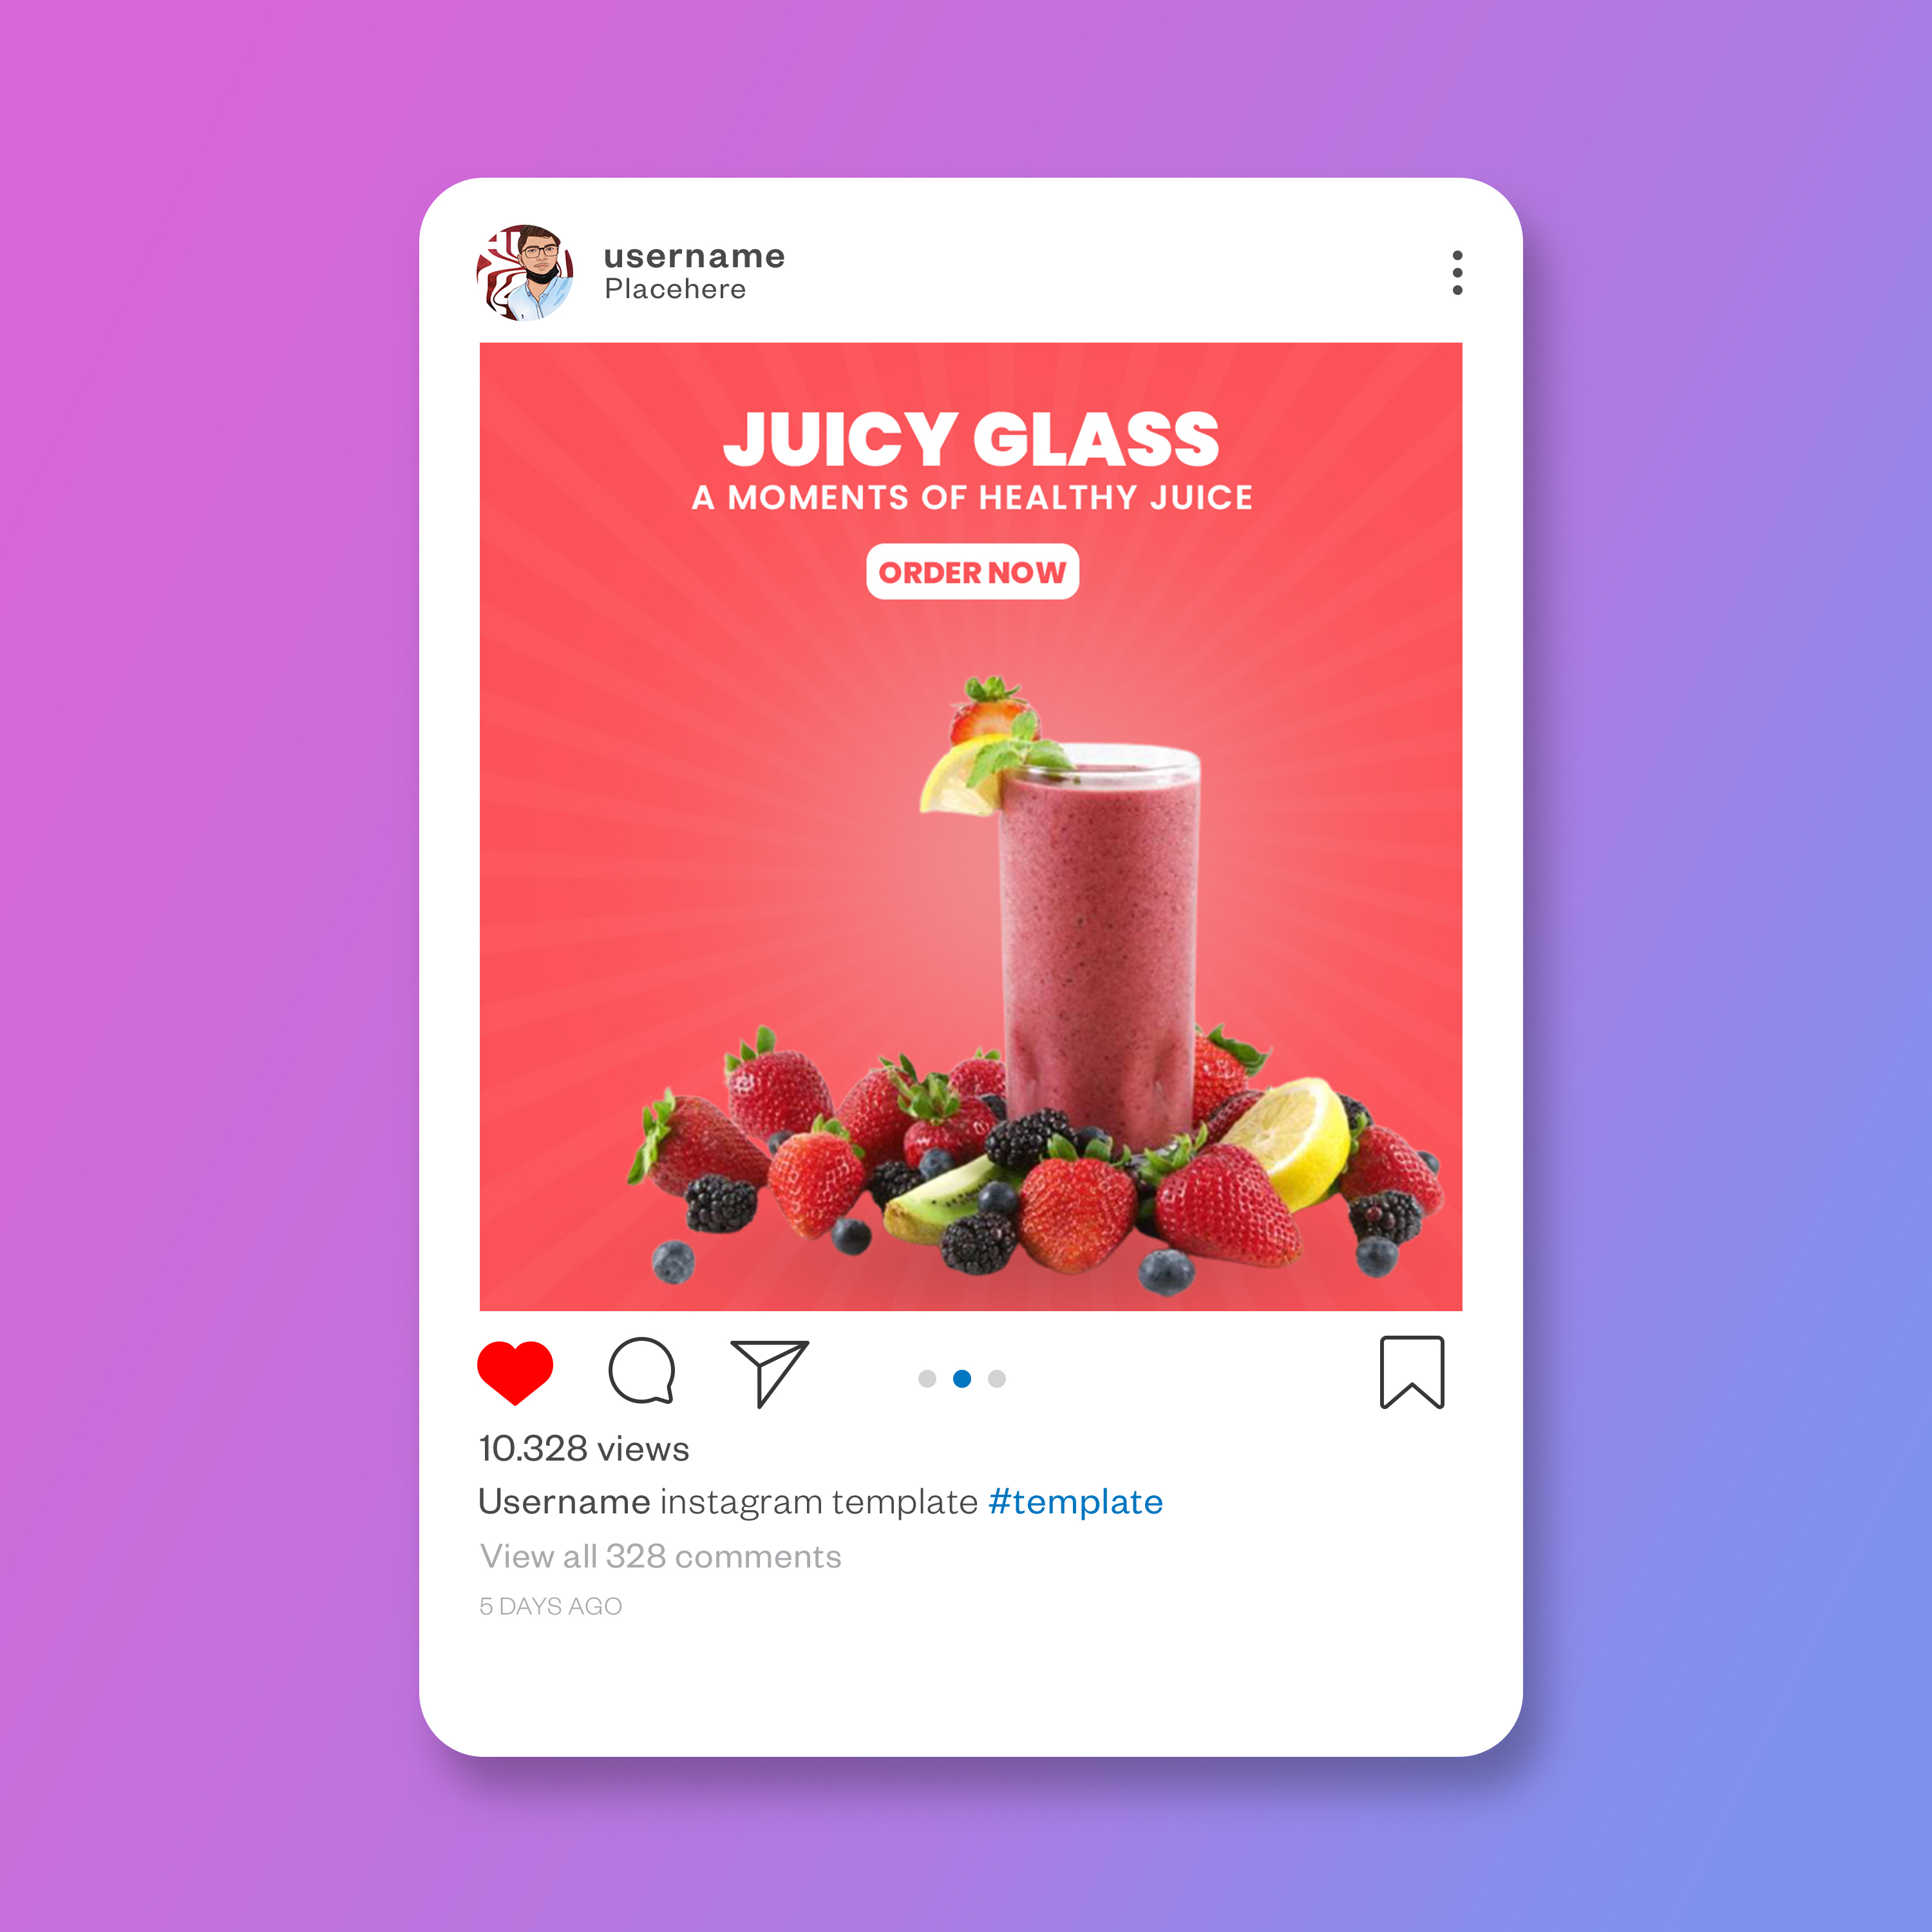 username
Placehere
JUICY GLASS
A MOMENTS OF HEALTHY JUICE
ORDER NOW
10.328 views
Username instagram template #template
View all 328 comments
5 DAYS AGO